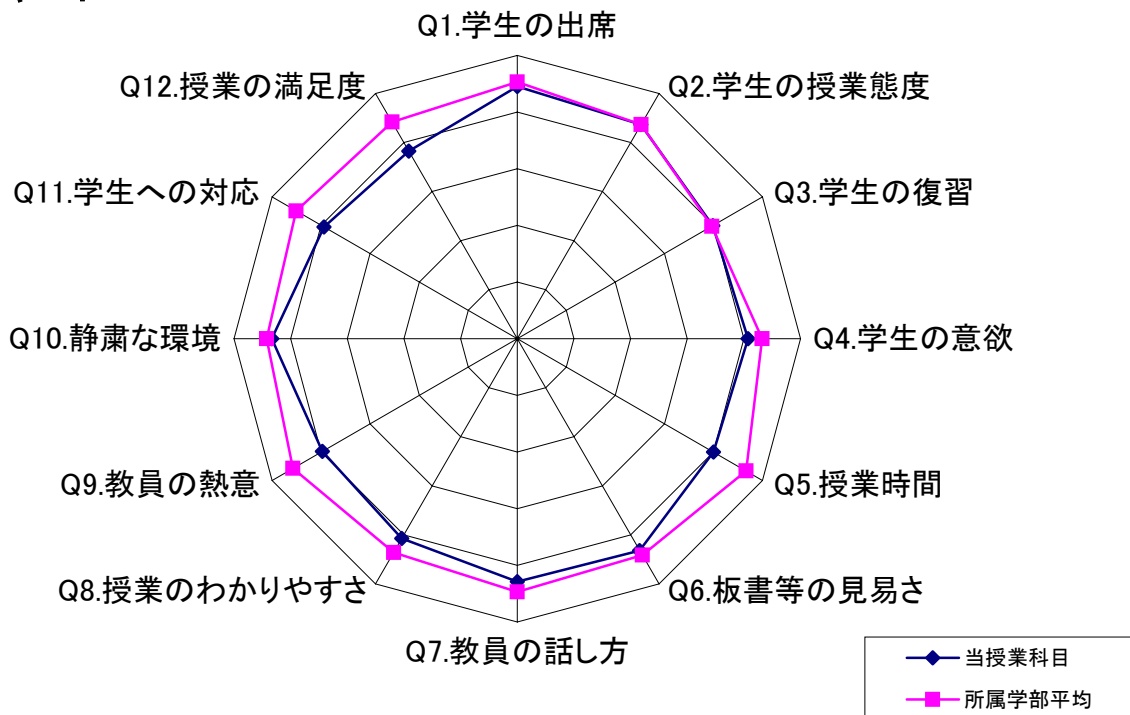 Q1.学生の出席
Q2.学生の授業態度
Q3.学生の復習
Q4.学生の意欲
Q5.授業時間
Q6.板書等の見易さ
Q7.教員の話し方
Q8.授業のわかりやすさ
Q9.教員の熱意
Q10.静粛な環境
Q11.学生への対応
Q12.授業の満足度
当授業科目
所属学部平均